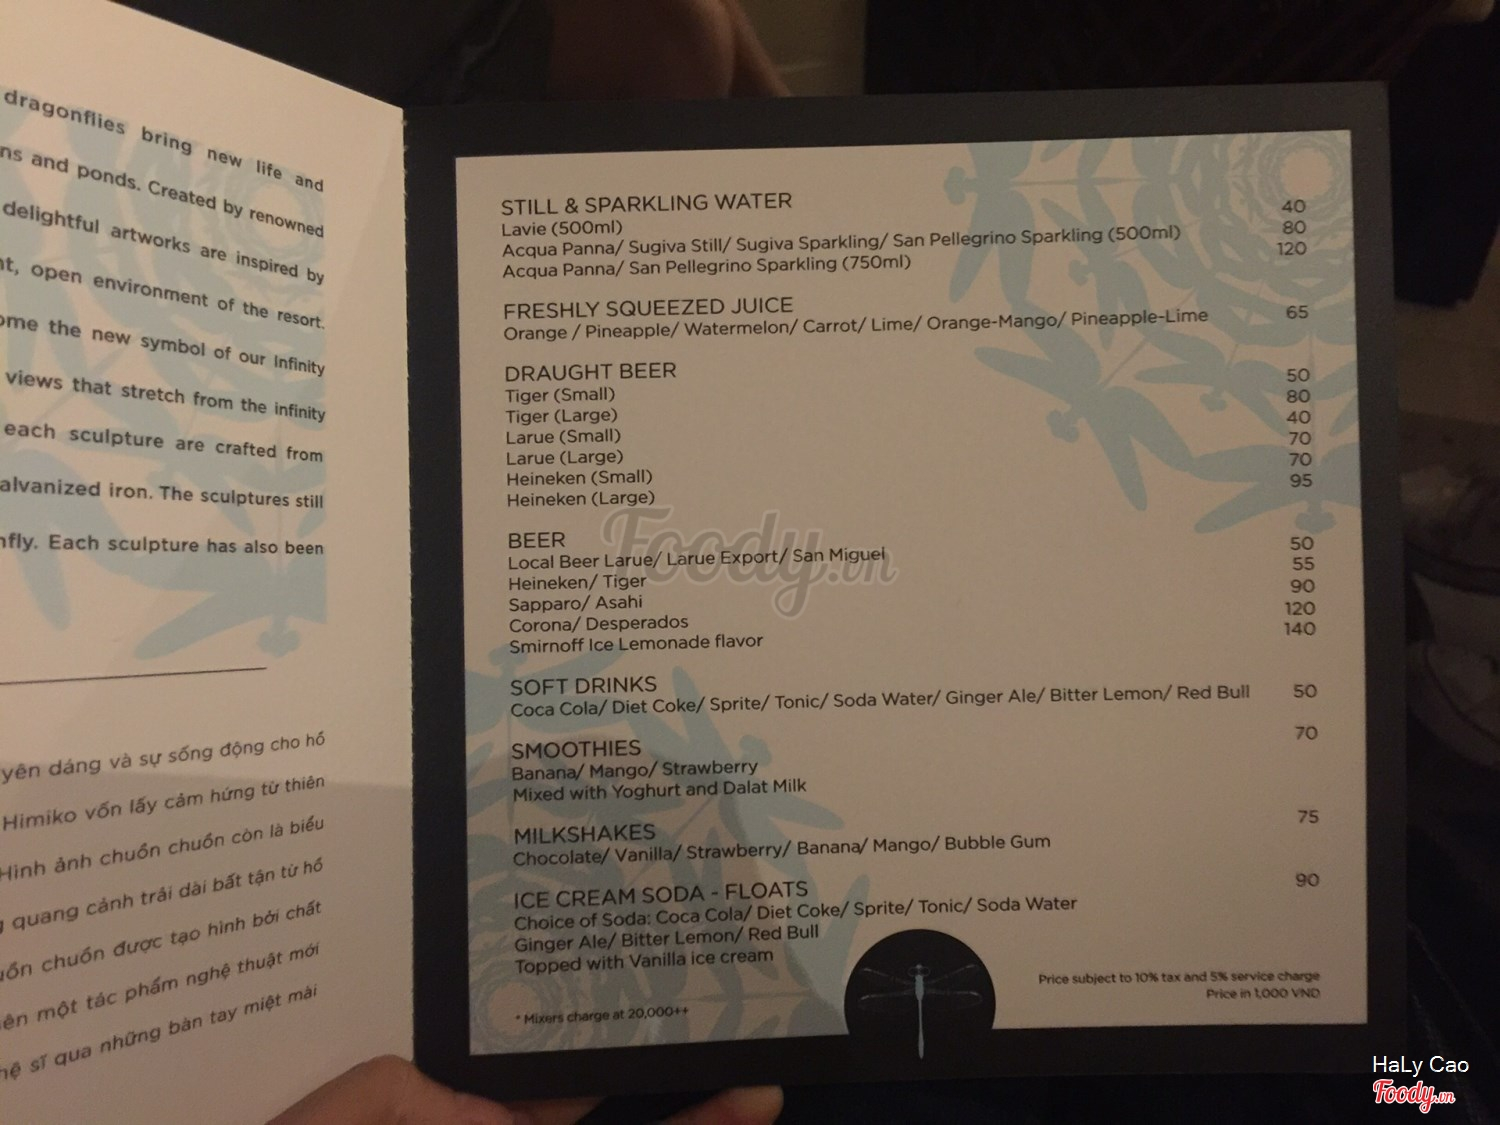 dragonflies bring new life and
ns and ponds. Created by renowned
delightful artworks are inspired by
open environment of the resort.
the new symbol of our Infinity
views that stretch from the infinity
each sculpture are crafted from
alvanized iron. The sculptures still
nfly. Each sculpture has also been
yên dáng và sự sống động cho hồ
Himiko vốn lấy cảm hứng từ thiên
Hình ảnh chuồn chuồn còn là biểu
quang cảnh trải dài bất tận từ hồ
uồn chuồn được tạo hình bởi chất
ên một tác phẩm nghệ thuật mới
hệ sĩ qua những bàn tay miệt mài
STILL & SPARKLING WATER
Lavie (500ml) 40
Acqua Panna/ Sugiva Still/ Sugiva Sparkling/ San Pellegrino Sparkling (500ml) 80
Acqua Panna/ San Pellegrino Sparkling (750ml) 120
FRESHLY SQUEEZED JUICE
Orange / Pineapple/ Watermelon/ Carrot/ Lime/ Orange-Mango/ Pineapple-Lime 65
DRAUGHT BEER
Tiger (Small) 50
Tiger (Large) 80
Larue (Small) 40
Larue (Large) 70
Heineken (Small) 70
Heineken (Large) 95
BEER
Local Beer Larue/ Larue Export/ San Miguel 50
Heineken/ Tiger 55
Sapparo/ Asahi 90
Corona/ Desperados 120
Smirnoff Ice Lemonade flavor 140
SOFT DRINKS
Coca Cola/ Diet Coke/ Sprite/ Tonic/ Soda Water/ Ginger Ale/ Bitter Lemon/ Red Bull 50
SMOOTHIES 70
Banana/ Mango/ Strawberry
Mixed with Yoghurt and Dalat Milk
MILKSHAKES 75
Chocolate/ Vanilla/ Strawberry/ Banana/ Mango/ Bubble Gum
ICE CREAM SODA - FLOATS 90
Choice of Soda: Coca Cola/ Diet Coke/ Sprite/ Tonic/ Soda Water
Ginger Ale/ Bitter Lemon/ Red Bull
Topped with Vanilla ice cream
* Mixers charge at 20,000++
Price subject to 10% tax and 5% service charge
Price in 1,000 VND
Foody.vn
HaLy Cao
Foody.vn